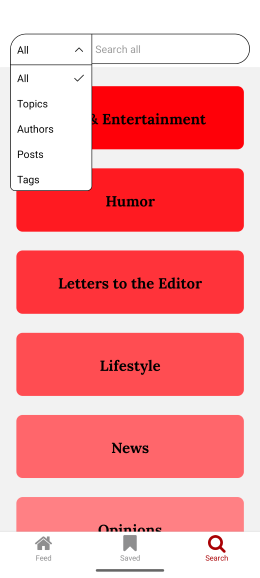 All
Search all
All
Topics
Authors
Posts
Tags
& Entertainment
Humor
Letters to the Editor
Lifestyle
News
Opinions
Feed
Saved
Search